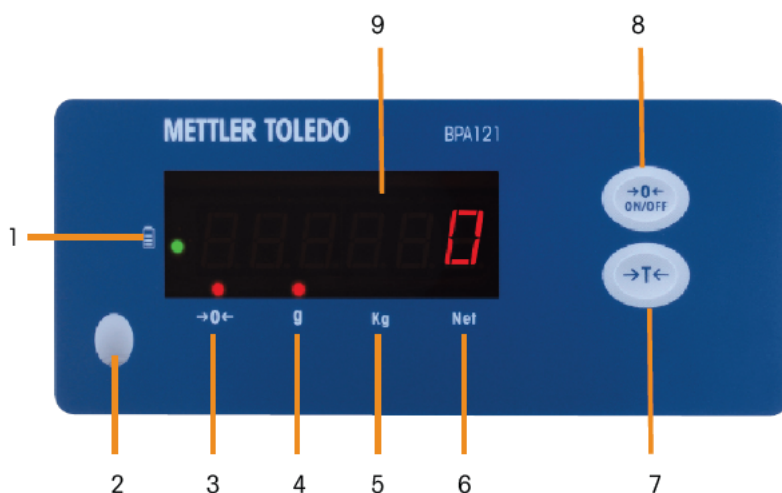 9
8
METTLER TOLEDO BPA121
→0←
ON/OFF
1
0
→T←
→0← g Kg Net
2 3 4 5 6 7